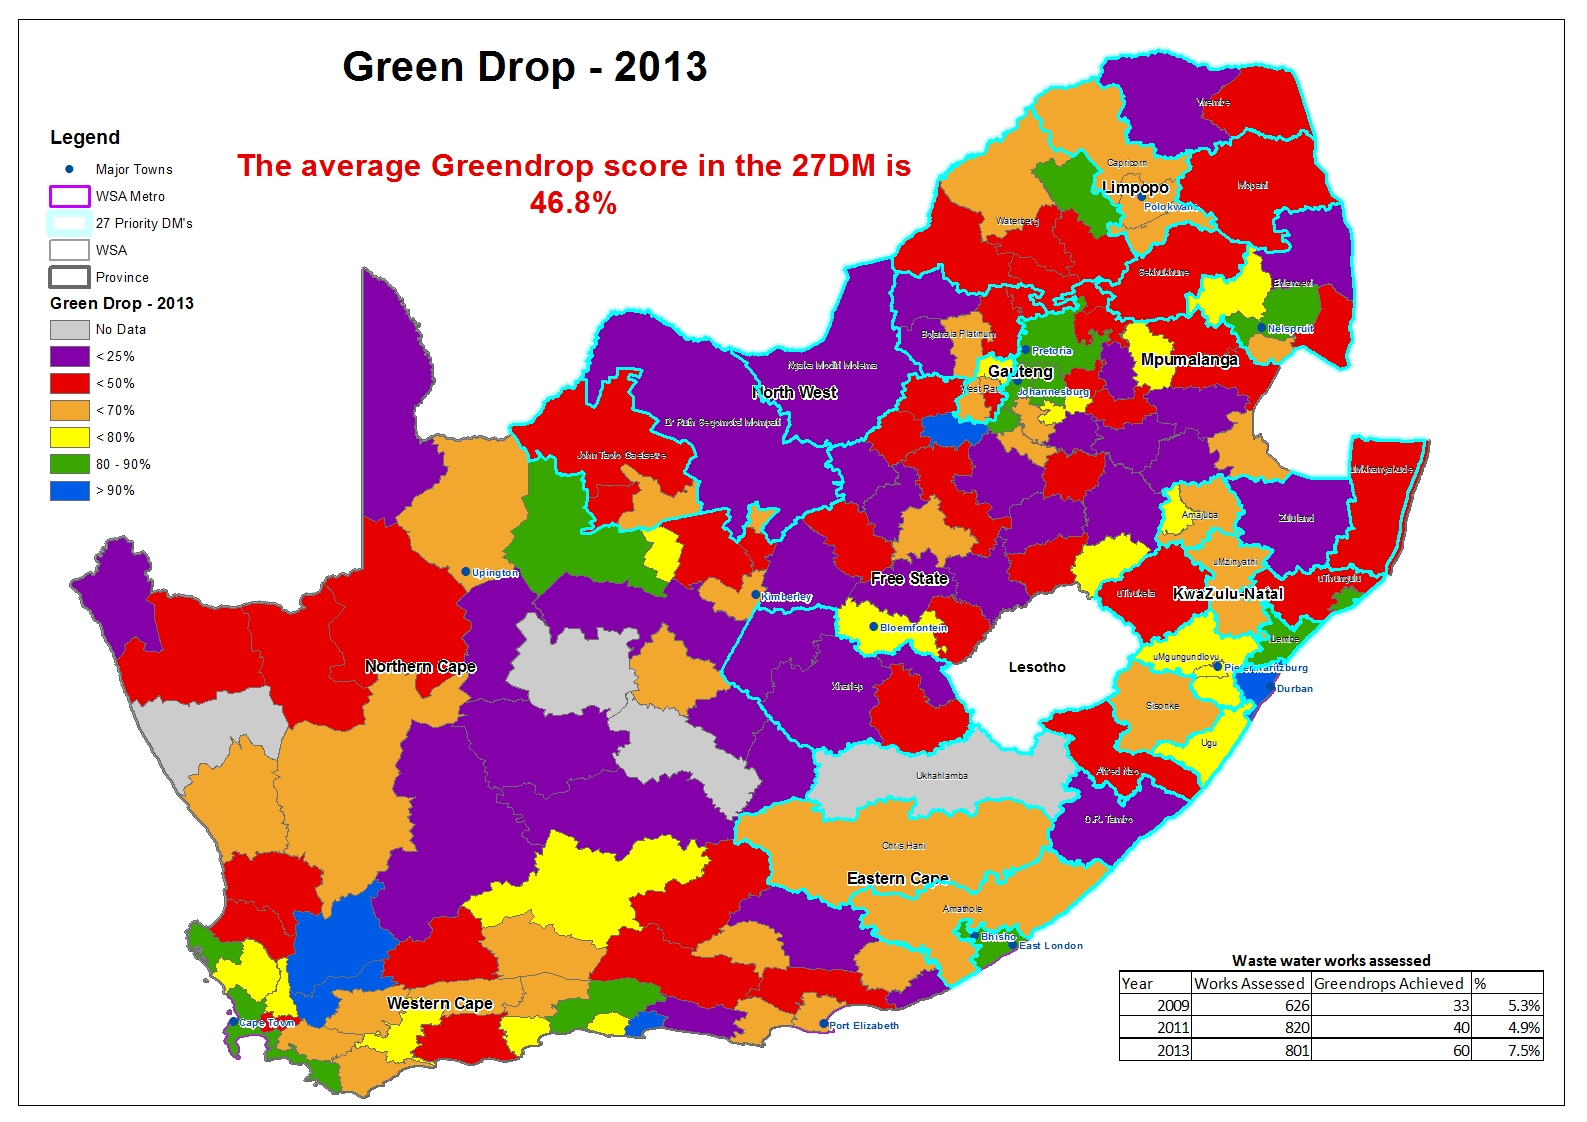 Green Drop - 2013
The average Greendrop score in the 27DM is
46.8%
Legend
Major Towns
WSA Metro
27 Priority DM's
WSA
Province
Green Drop - 2013
No Data
< 25%
< 50%
< 70%
< 80%
80 - 90%
> 90%
Vhembe
Capricorn
Limpopo
Mopani
Polokwane
Waterberg
Sekhukhune
Ehlanzeni
Nelspruit
Bojanala Platinum
Pretoria
Mpumalanga
Ngaka Modiri Molema
Gauteng
North West
West Rand
Johannesburg
Dr Ruth Segomotsi Mompati
John Taolo Gaetsewe
uMkhanyakude
Amajuba
Zululand
Upington
uMzinyathi
Free State
uThungulu
Kimberley
uThukela
KwaZulu-Natal
Bloemfontein
iLembe
uMgungundlovu
Pietermaritzburg
Northern Cape
Lesotho
Xhariep
Durban
Sisonke
Ugu
Ukhahlamba
Alfred Nzo
O.R. Tambo
Chris Hani
Eastern Cape
Amathole
Bhisho
East London
Western Cape
Cape Town
Port Elizabeth
Waste water works assessed
Year Works Assessed Greendrops Achieved %
2009 626 33 5.3%
2011 820 40 4.9%
2013 801 60 7.5%